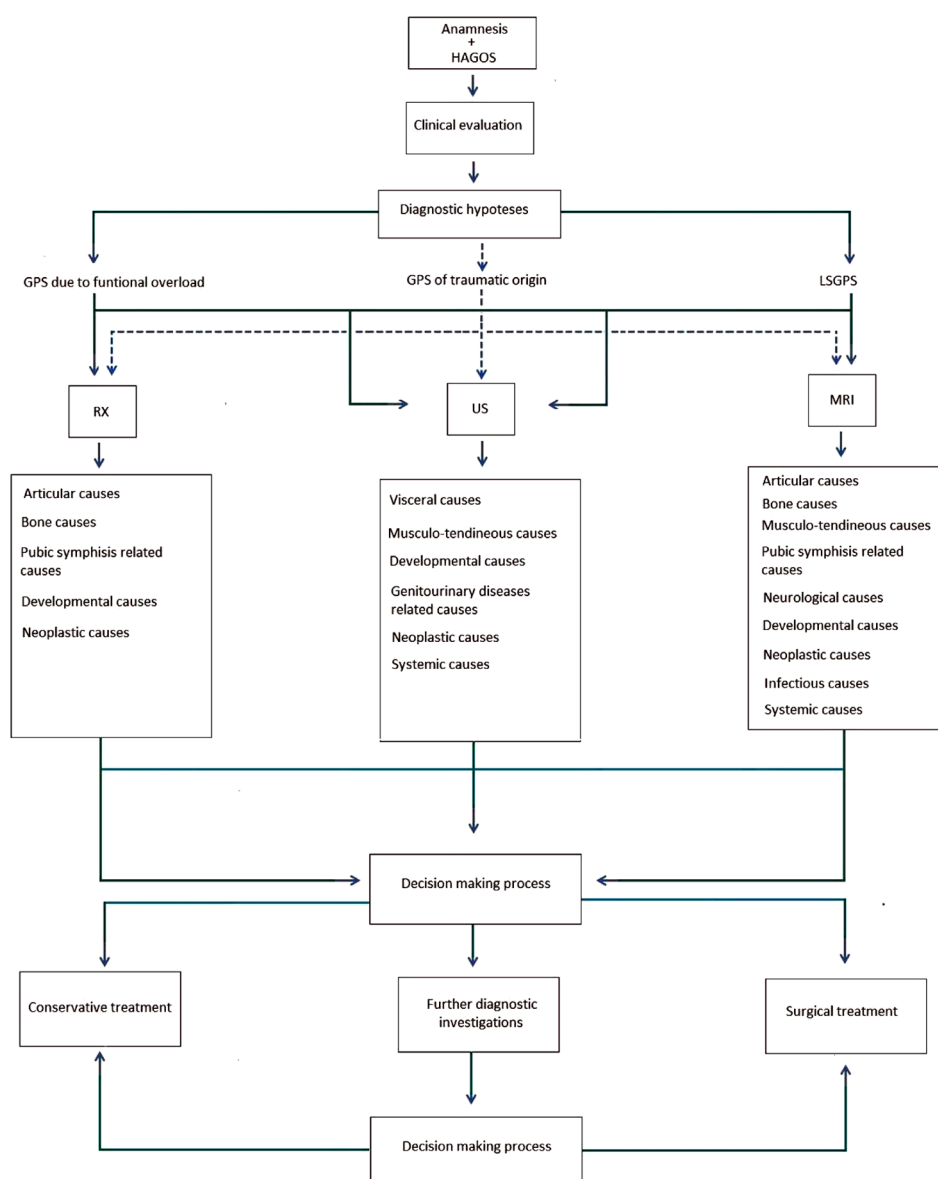 Anamnesis
+
HAGOS
Clinical evaluation
Diagnostic hypoteses
GPS due to funtional overload
GPS of traumatic origin
LSGPS
RX
US
MRI
Articular causes
Bone causes
Pubic symphisis related
causes
Developmental causes
Neoplastic causes
Visceral causes
Musculo-tendineous causes
Developmental causes
Genitourinary diseases
related causes
Neoplastic causes
Systemic causes
Articular causes
Bone causes
Musculo-tendineous causes
Pubic symphisis related
causes
Neurological causes
Developmental causes
Neoplastic causes
Infectious causes
Systemic causes
Decision making process
Conservative treatment
Further diagnostic
investigations
Surgical treatment
Decision making process